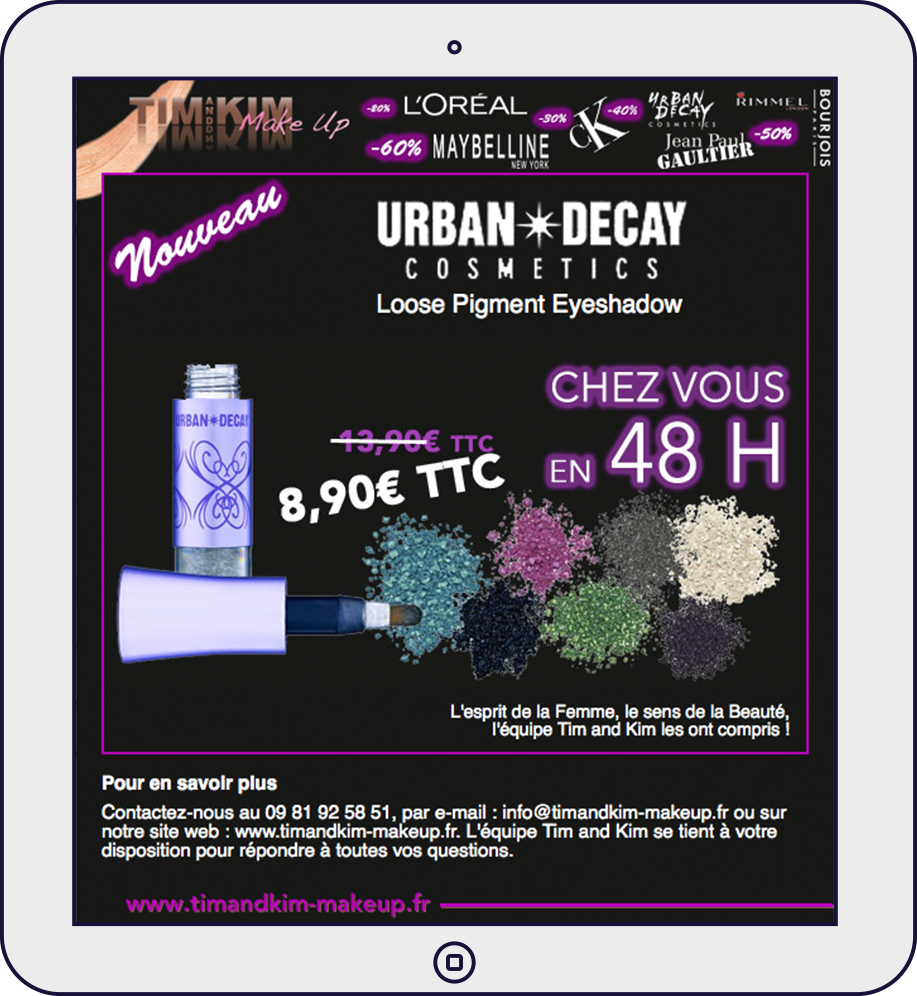 TIM AND KIM
Make Up
-20%
L'ORÉAL
-30%
cK
-40%
URBAN
DECAY
COSMETICS
RIMMEL
LONDON
BOURJOIS
PARIS
-60%
MAYBELLINE
NEW YORK
Jean Paul
GAULTIER
-50%
Nouveau
URBAN DECAY
COSMETICS
Loose Pigment Eyeshadow
CHEZ VOUS
EN 48 H
URBAN DECAY
13,90€ TTC
8,90€ TTC
L'esprit de la Femme, le sens de la Beauté,
l'équipe Tim and Kim les ont compris !
Pour en savoir plus
Contactez-nous au 09 81 92 58 51, par e-mail : info@timandkim-makeup.fr ou sur
notre site web : www.timandkim-makeup.fr. L'équipe Tim and Kim se tient à votre
disposition pour répondre à toutes vos questions.
www.timandkim-makeup.fr